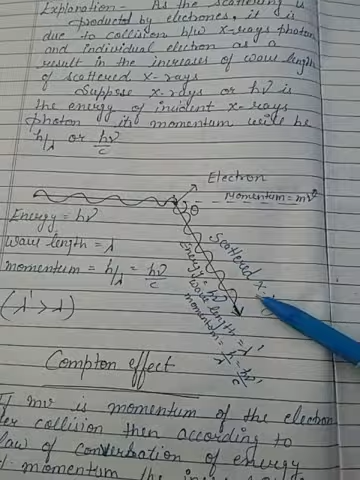 Explanation - As the scattering is
producted by electrones, it is
due to collision b/w x-rays photon
and individual electron as a
result in the increases of wave length
of scattered x-rays
Suppose x-rays or hν is
the energy of incident x-rays
photon its momentum will be
h/λ or hν/c
Electron
Momentum = mv
θ
Energy = hν
wave length = λ
momentum = h/λ = hν/c
(λ' > λ)
Scattered x-
Energy = hν'
wave length = λ'
momentum = h/λ' = hν'/c
Compton effect
If mv is momentum of the electron
collision then according to
law of conversation of energy
momentum the